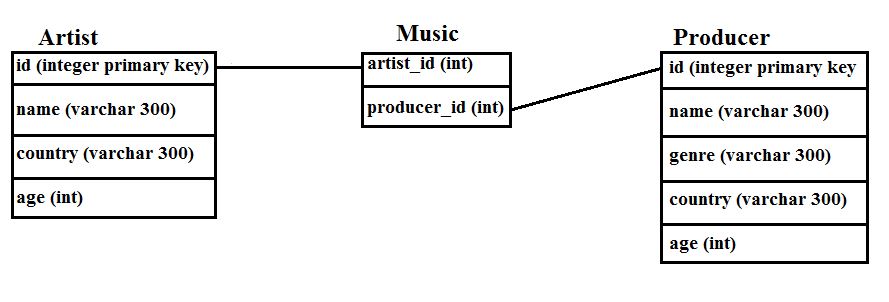 Artist
id (integer primary key)
name (varchar 300)
country (varchar 300)
age (int)
Music
artist_id (int)
producer_id (int)
Producer
id (integer primary key
name (varchar 300)
genre (varchar 300)
country (varchar 300)
age (int)